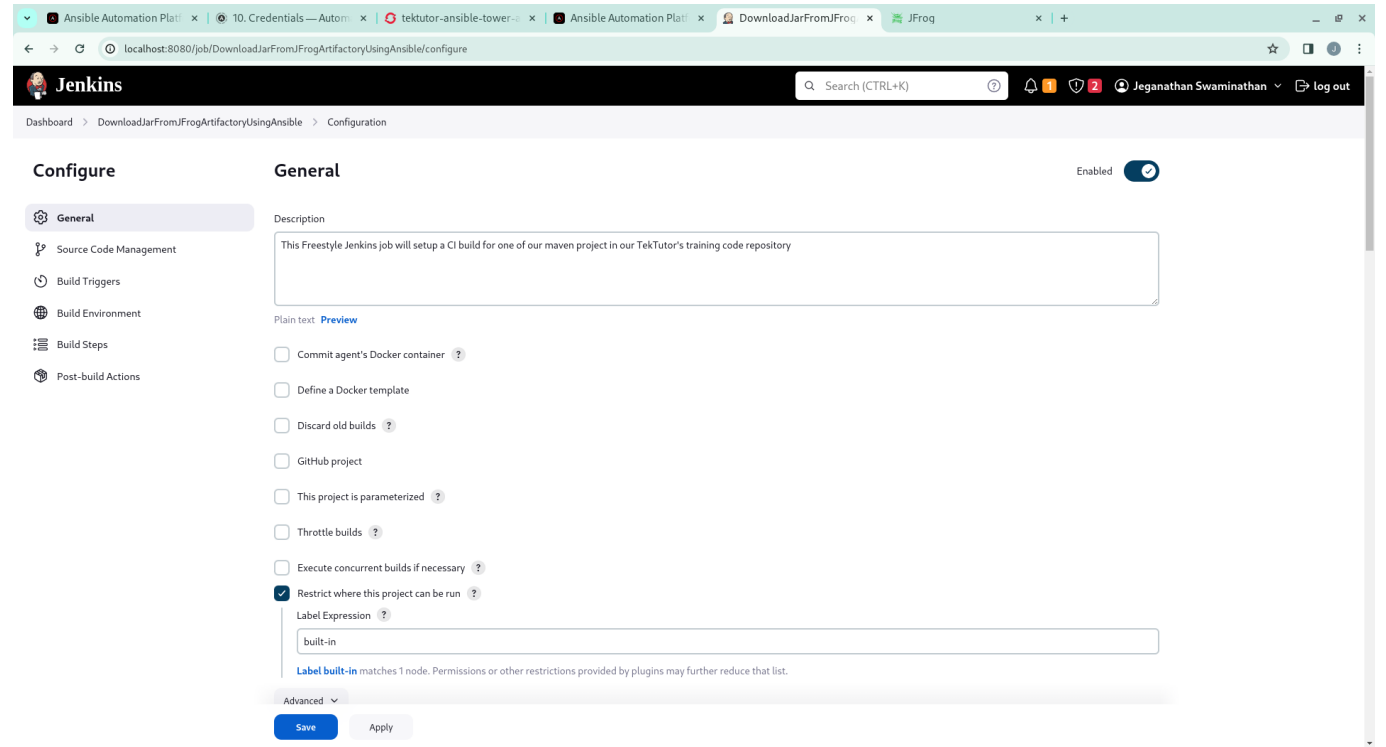 Ansible Automation Platf
10. Credentials — Autom
tektutor-ansible-tower-a
Ansible Automation Platf
DownloadJarFromJFrog
JFrog
localhost:8080/job/DownloadJarFromJFrogArtifactoryUsingAnsible/configure
J
Jenkins
Search (CTRL+K)
?
1
2
Jeganathan Swaminathan
log out
Dashboard > DownloadJarFromJFrogArtifactoryUsingAnsible > Configuration
Configure
General
Source Code Management
Build Triggers
Build Environment
Build Steps
Post-build Actions
General
Enabled
Description
This Freestyle Jenkins job will setup a CI build for one of our maven project in our TekTutor's training code repository
Plain text Preview
Commit agent's Docker container ?
Define a Docker template
Discard old builds ?
GitHub project
This project is parameterized ?
Throttle builds ?
Execute concurrent builds if necessary ?
Restrict where this project can be run ?
Label Expression ?
built-in
Label built-in matches 1 node. Permissions or other restrictions provided by plugins may further reduce that list.
Advanced
Save
Apply